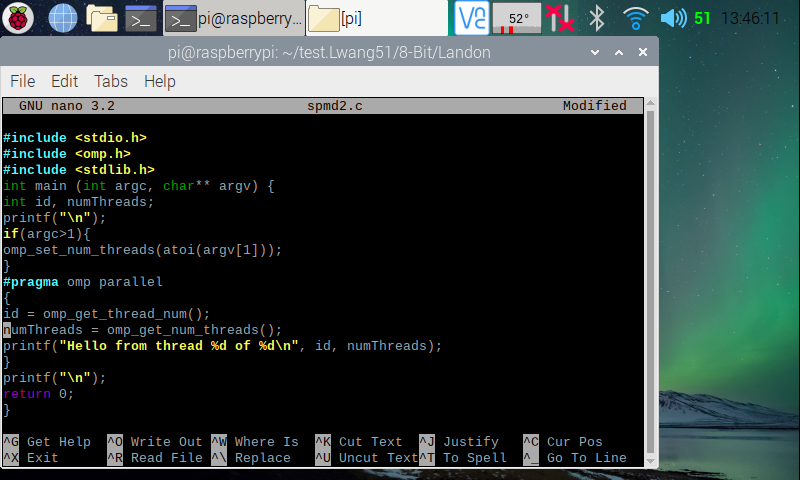 pi@raspberry... [pi] 52° 51 13:46:11
pi@raspberrypi: ~/test.Lwang51/8-Bit/Landon
File Edit Tabs Help
GNU nano 3.2 spmd2.c Modified
#include <stdio.h>
#include <omp.h>
#include <stdlib.h>
int main (int argc, char** argv) {
int id, numThreads;
printf("\n");
if(argc>1){
omp_set_num_threads(atoi(argv[1]));
}
#pragma omp parallel
{
id = omp_get_thread_num();
numThreads = omp_get_num_threads();
printf("Hello from thread %d of %d\n", id, numThreads);
}
printf("\n");
return 0;
}
^G Get Help ^O Write Out ^W Where Is ^K Cut Text ^J Justify ^C Cur Pos
^X Exit ^R Read File ^\ Replace ^U Uncut Text ^T To Spell ^_ Go To Line